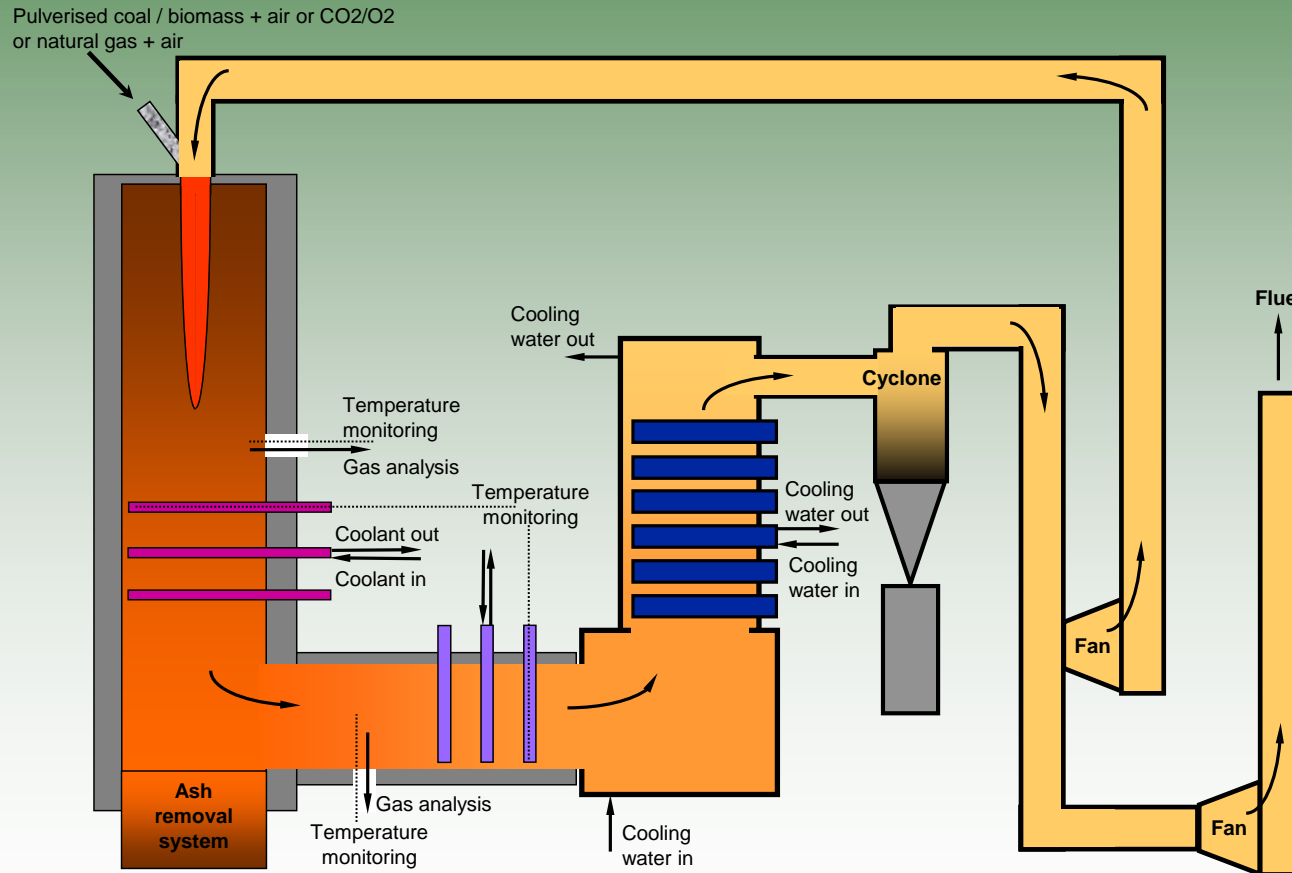 Pulverised coal / biomass + air or CO2/O2
or natural gas + air
Flue
Cooling
water out
Cyclone
Temperature
monitoring
Gas analysis
Temperature
monitoring
Cooling
water out
Coolant out
Coolant in
Cooling
water in
Fan
Ash
removal
system
Gas analysis
Temperature
monitoring
Cooling
water in
Fan